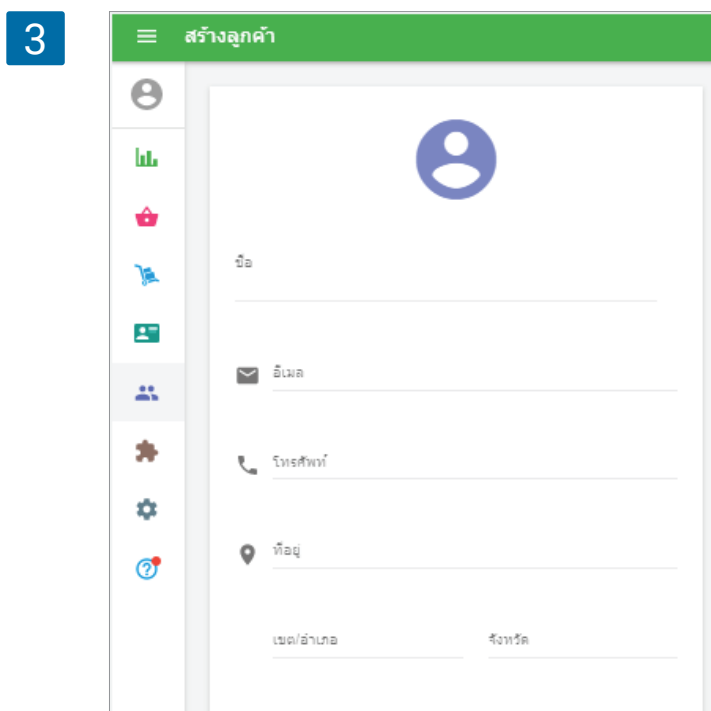 3
สร้างลูกค้า
ชื่อ
อีเมล
โทรศัพท์
ที่อยู่
เขต/อำเภอ จังหวัด